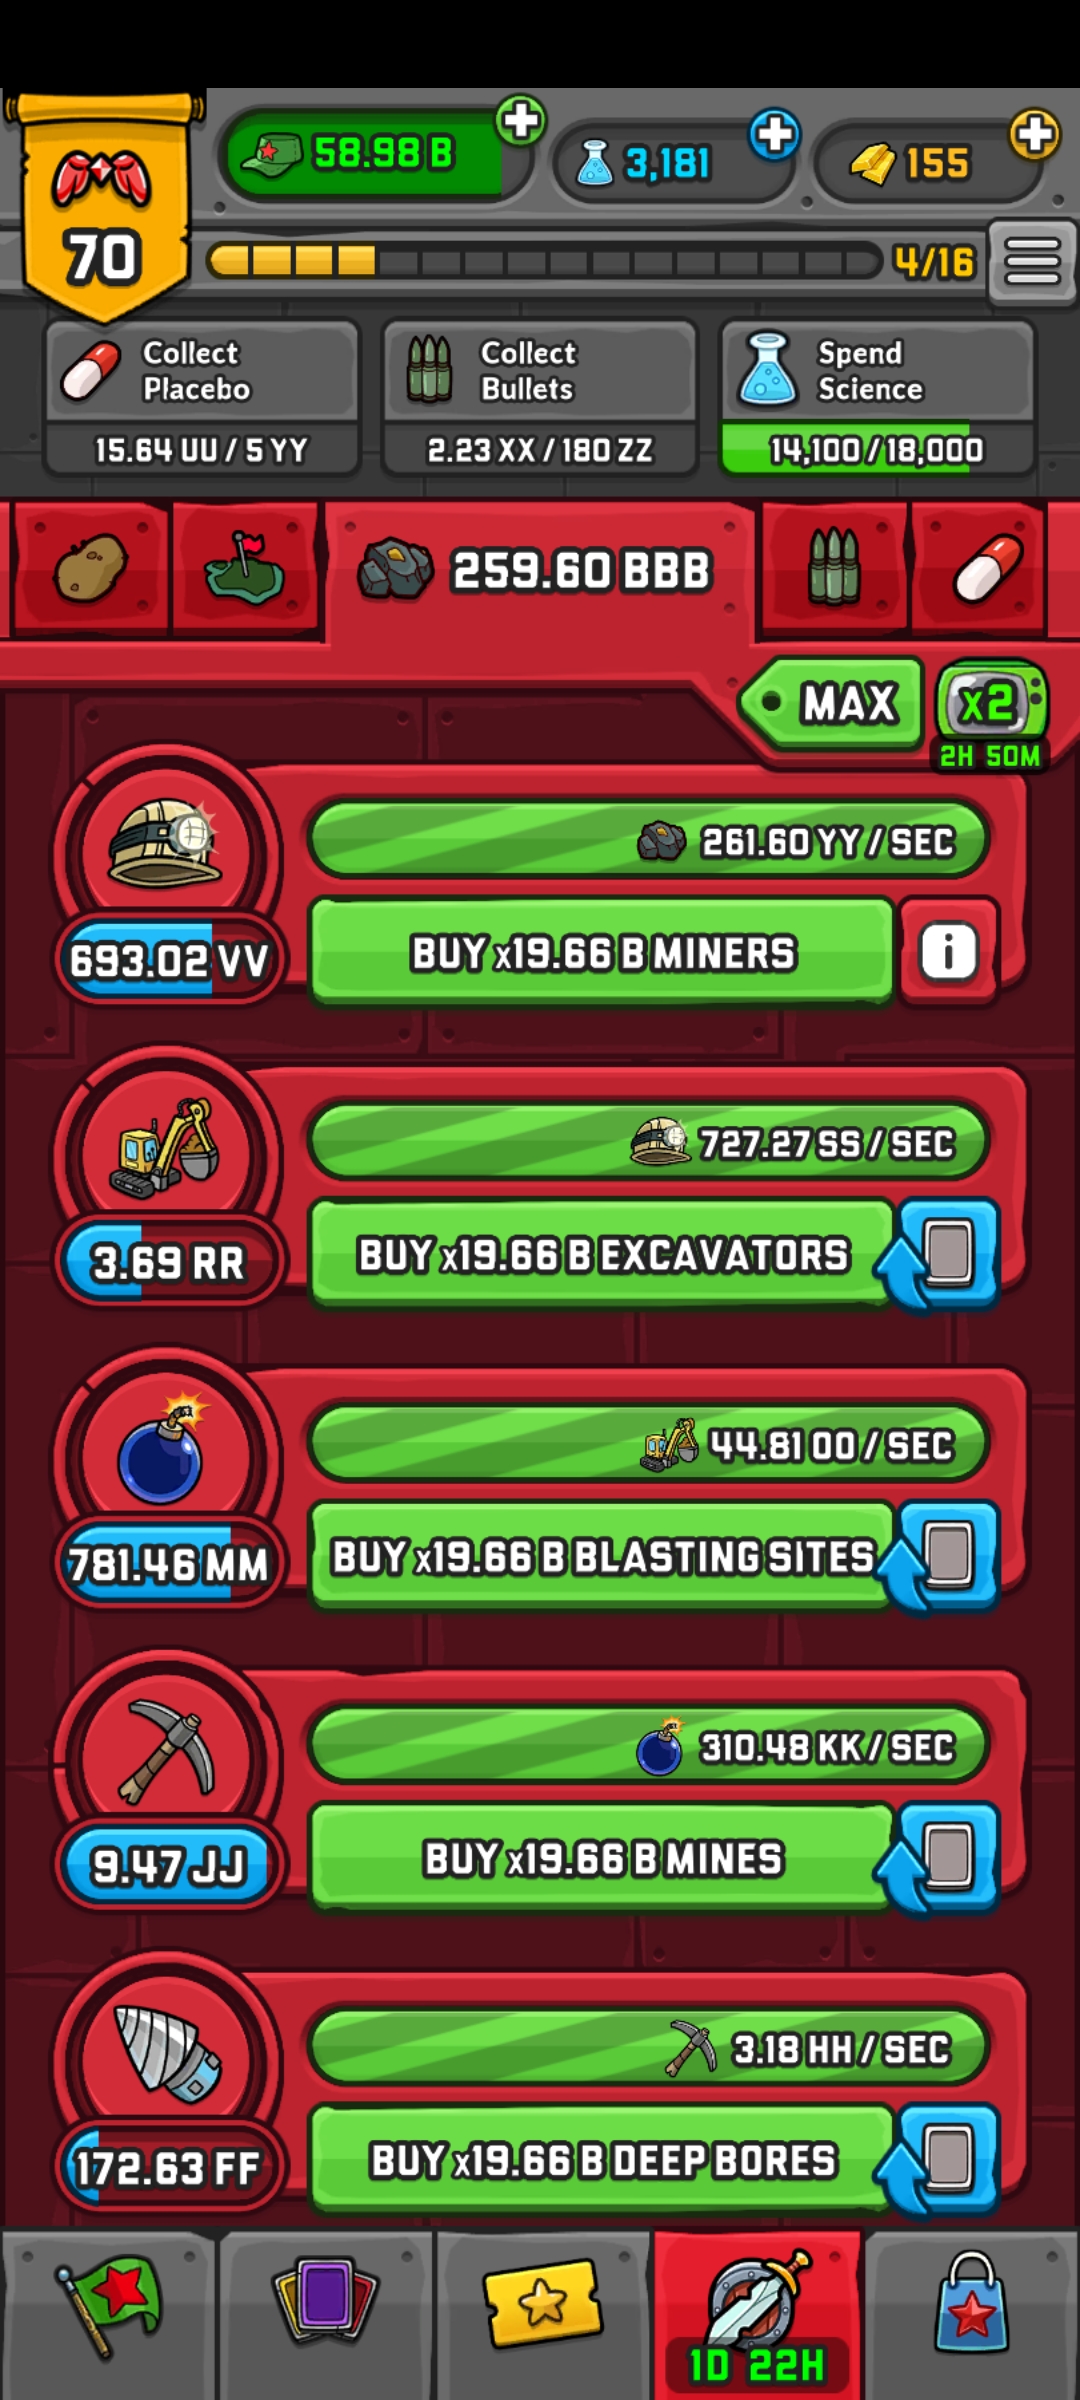 70
58.98 B
3,181
155
4/16
Collect
Placebo
15.64 UU / 5 YY
Collect
Bullets
2.23 XX / 180 ZZ
Spend
Science
14,100 / 18,000
259.60 BBB
MAX
x2
2H 50M
261.60 YY / SEC
693.02 VV
BUY x19.66 B MINERS
i
727.27 SS / SEC
3.69 RR
BUY x19.66 B EXCAVATORS
44.81 OO / SEC
781.46 MM
BUY x19.66 B BLASTING SITES
310.48 KK / SEC
9.47 JJ
BUY x19.66 B MINES
3.18 HH / SEC
172.63 FF
BUY x19.66 B DEEP BORES
1D 22H